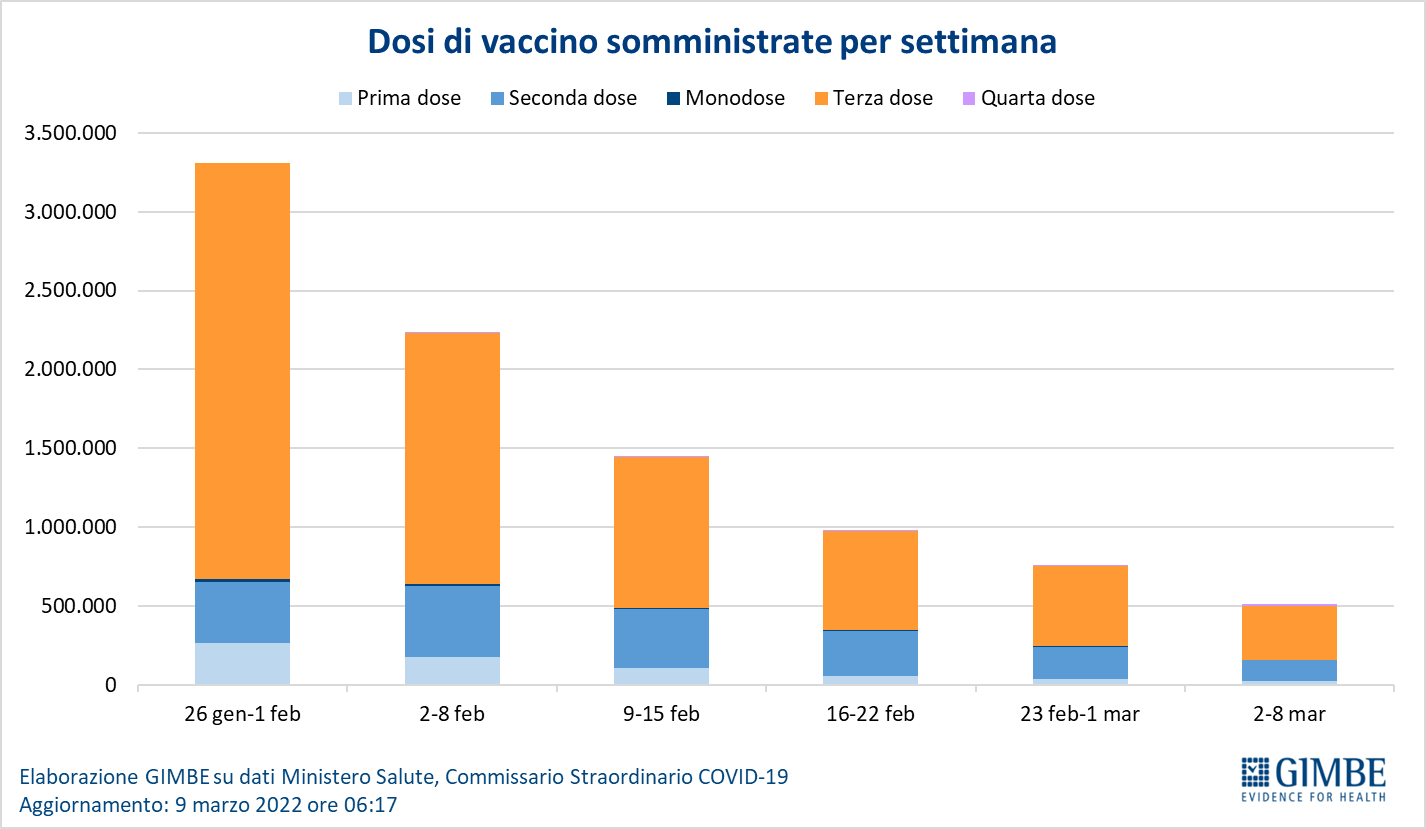 Dosi di vaccino somministrate per settimana
Prima dose Seconda dose Monodose Terza dose Quarta dose
3.500.000
3.000.000
2.500.000
2.000.000
1.500.000
1.000.000
500.000
0
26 gen-1 feb 2-8 feb 9-15 feb 16-22 feb 23 feb-1 mar 2-8 mar
Elaborazione GIMBE su dati Ministero Salute, Commissario Straordinario COVID-19
Aggiornamento: 9 marzo 2022 ore 06:17
GIMBE
EVIDENCE FOR HEALTH